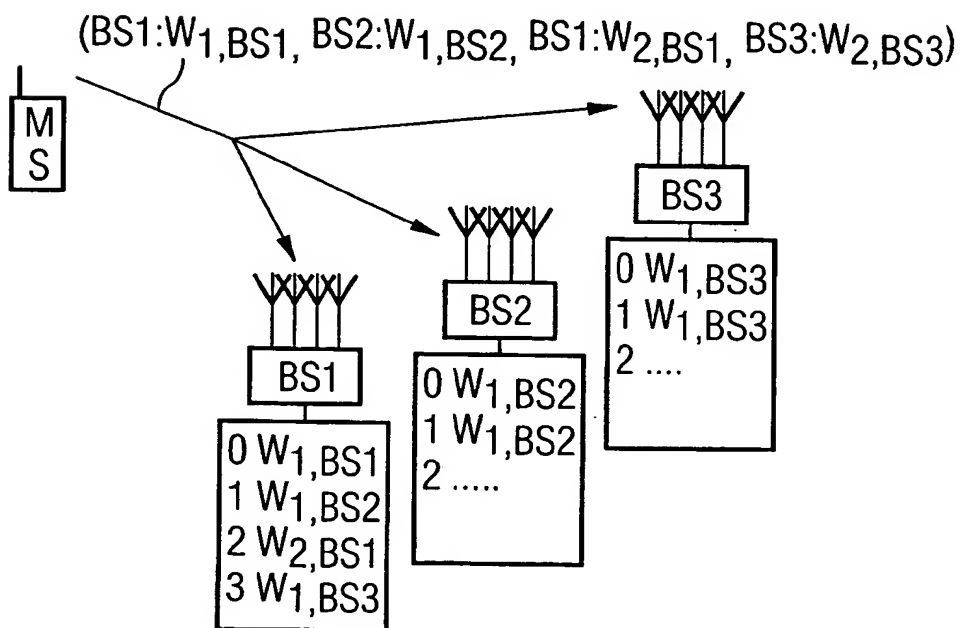 (BS1:W1,BS1, BS2:W1,BS2, BS1:W2,BS1, BS3:W2,BS3)
M
S
BS3
0 W1,BS3
1 W1,BS3
2 ....
BS2
0 W1,BS2
1 W1,BS2
2 .....
BS1
0 W1,BS1
1 W1,BS2
2 W2,BS1
3 W1,BS3